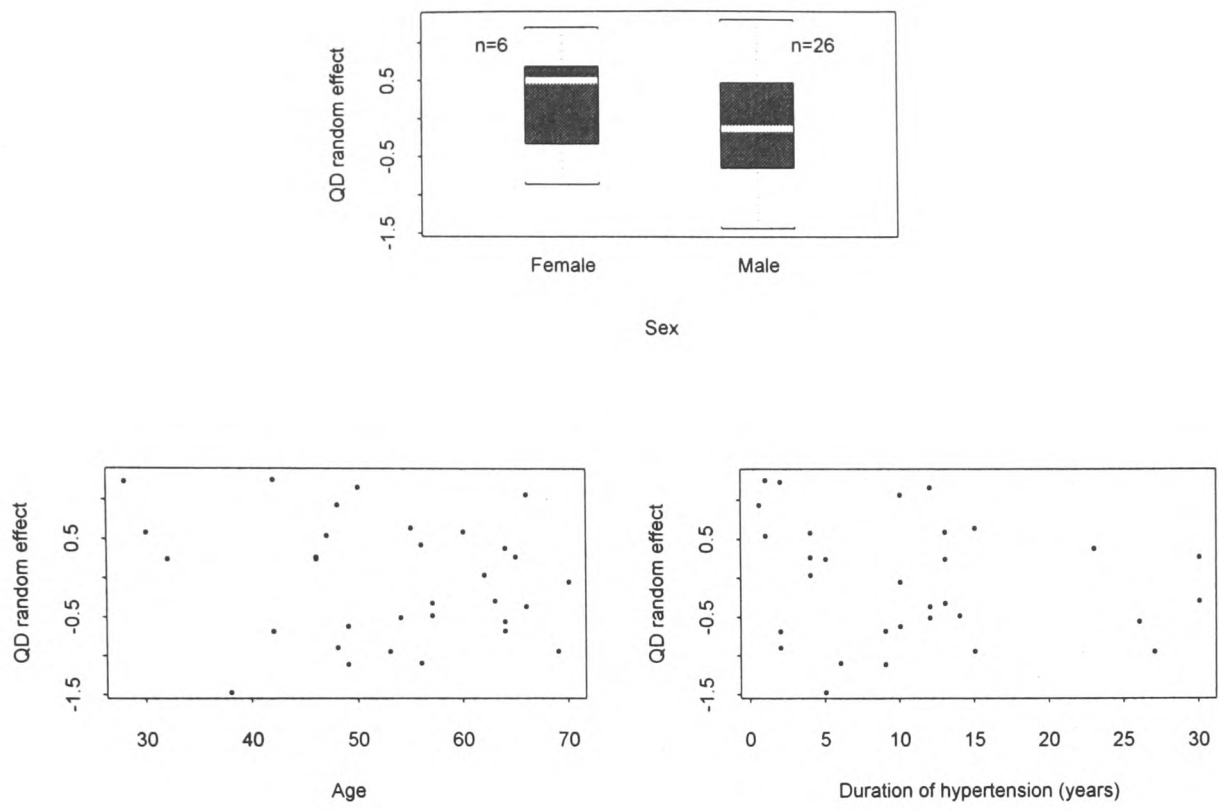 QD random effect
0.5
-0.5
-1.5
n=6
n=26
Female
Male
Sex
QD random effect
0.5
-0.5
-1.5
30
40
50
60
70
Age
QD random effect
0.5
-0.5
-1.5
0
5
10
15
20
25
30
Duration of hypertension (years)